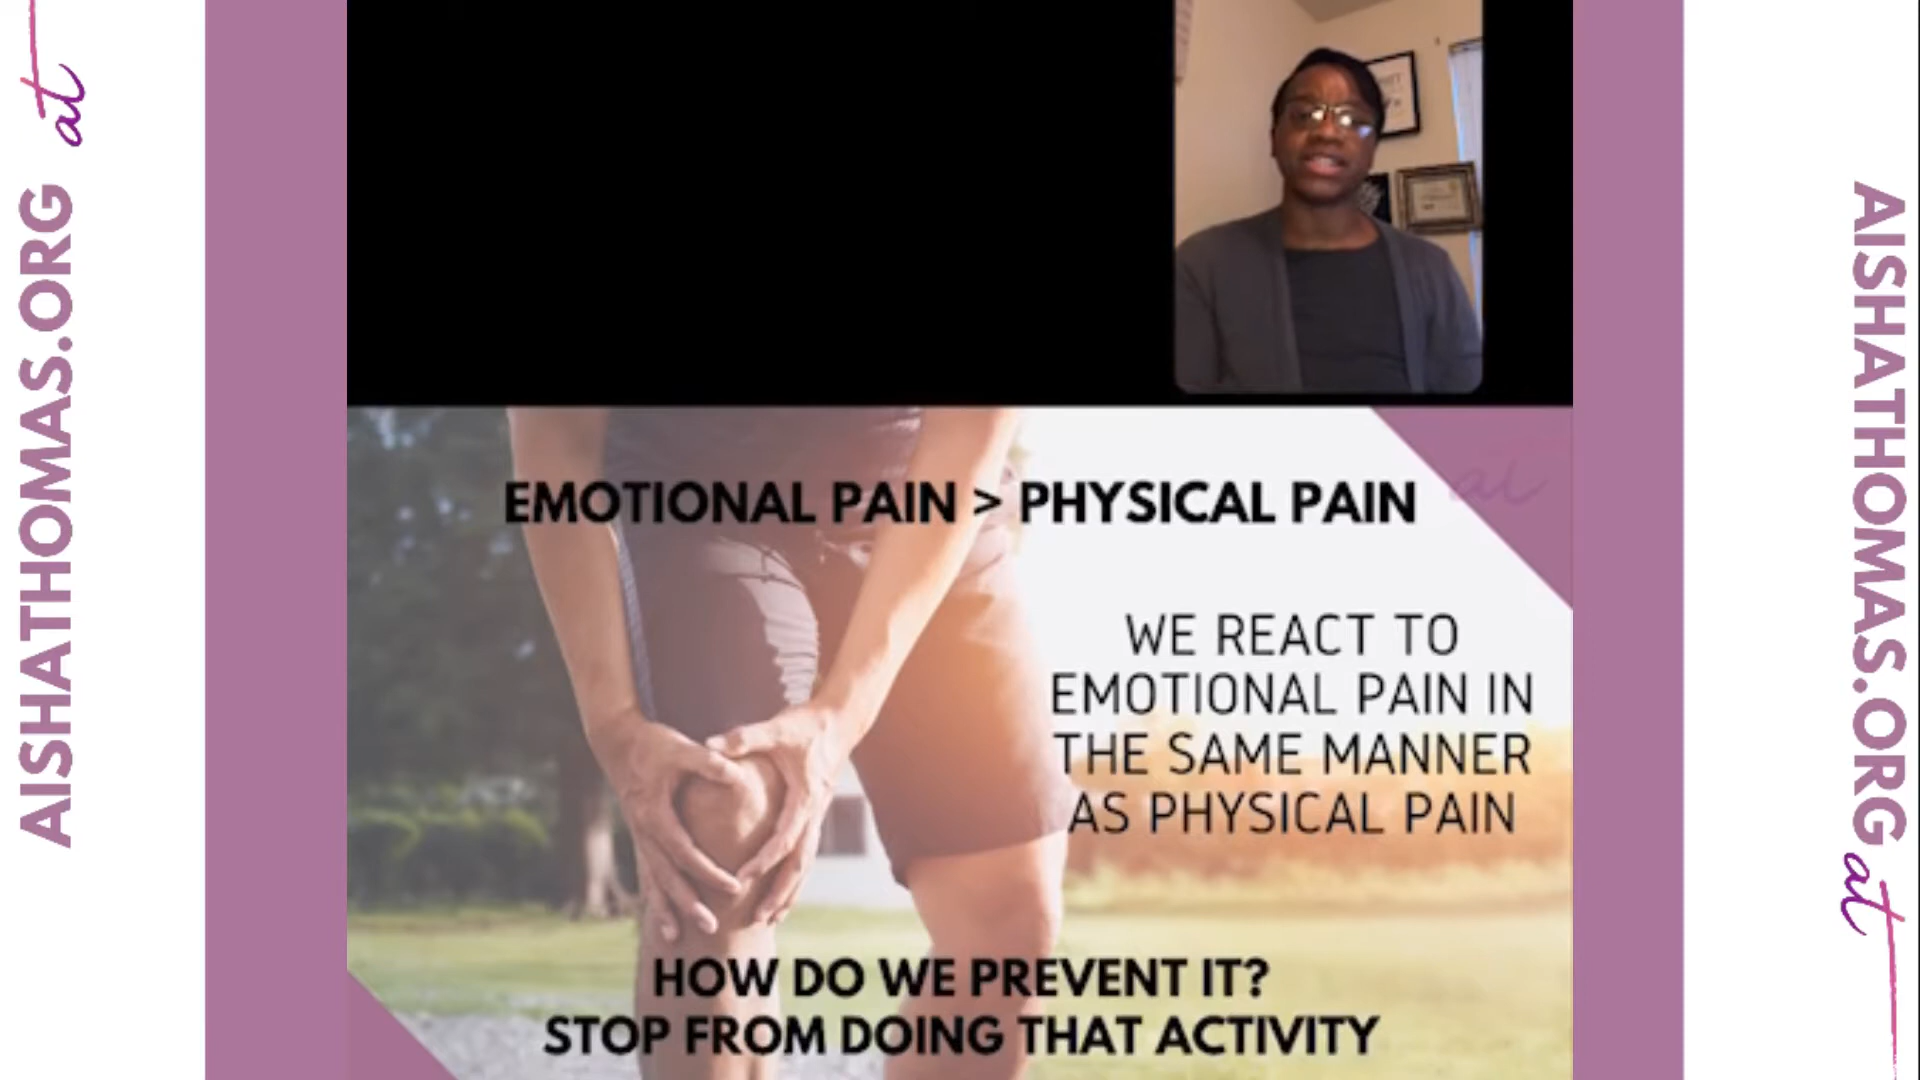 at
AISHATHOMAS.ORG
EMOTIONAL PAIN > PHYSICAL PAIN
at
WE REACT TO
EMOTIONAL PAIN IN
THE SAME MANNER
AS PHYSICAL PAIN
HOW DO WE PREVENT IT?
STOP FROM DOING THAT ACTIVITY
AISHATHOMAS.ORG
at